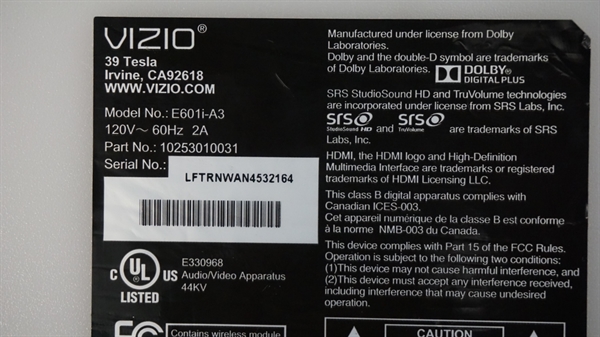 VIZIO®
39 Tesla
Irvine, CA92618
WWW.VIZIO.COM
Model No.: E601i-A3
120V~ 60Hz 2A
Part No.: 10253010031
Serial No.:
LFTRNWAN4532164
C UL US
LISTED
E330968
Audio/Video Apparatus
44KV
FC
Contains wireless module
Manufactured under license from Dolby
Laboratories.
Dolby and the double-D symbol are trademarks
of Dolby Laboratories.
DOLBY®
DIGITAL PLUS
SRS StudioSound HD and TruVolume technologies
are incorporated under license from SRS Labs, Inc.
SRS StudioSound HD and SRS TruVolume are trademarks of SRS
Labs, Inc.
HDMI, the HDMI logo and High-Definition
Multimedia Interface are trademarks or registered
trademarks of HDMI Licensing LLC.
This class B digital apparatus complies with
Canadian ICES-003.
Cet appareil numérique de la classe B est conforme
à la norme NMB-003 du Canada.
This device complies with Part 15 of the FCC Rules.
Operation is subject to the following two conditions:
(1)This device may not cause harmful interference, and
(2)This device must accept any interference received,
including interference that may cause undesired
operation.
CAUTION